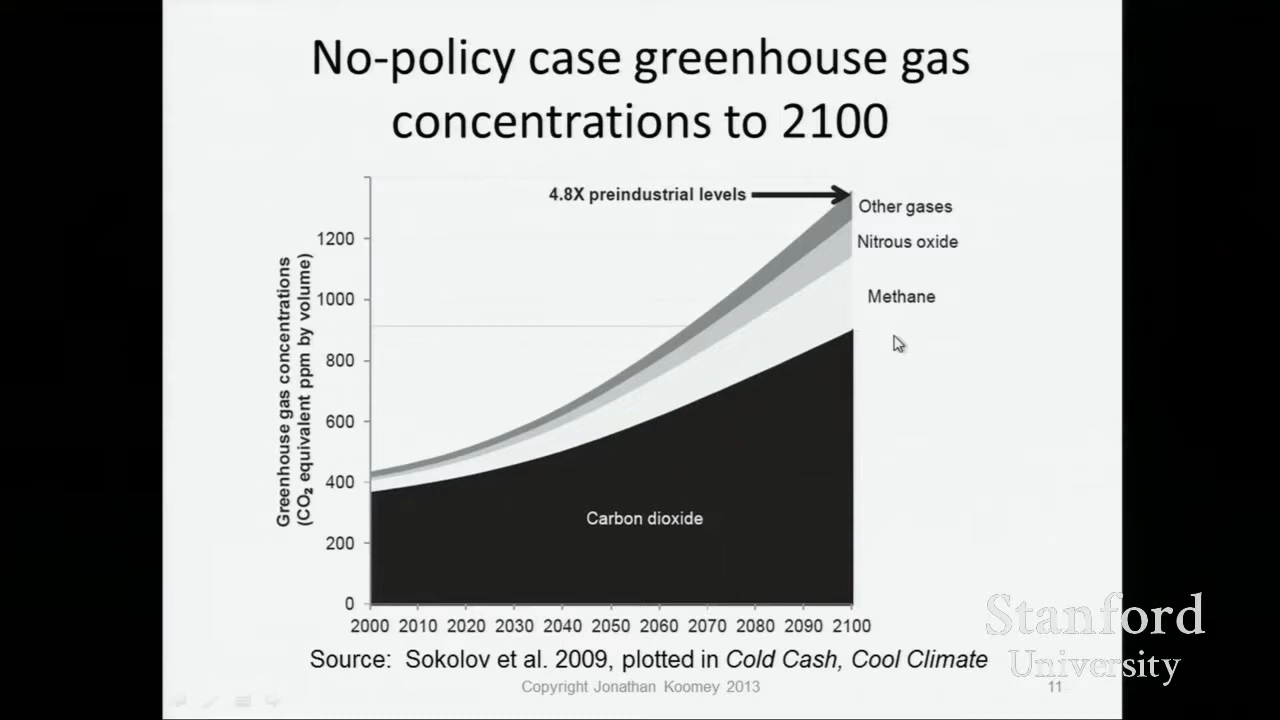 No-policy case greenhouse gas
concentrations to 2100
4.8X preindustrial levels
Other gases
Nitrous oxide
Methane
Carbon dioxide
Greenhouse gas concentrations
(CO₂ equivalent ppm by volume)
1200
1000
800
600
400
200
0
2000 2010 2020 2030 2040 2050 2060 2070 2080 2090 2100
Source: Sokolov et al. 2009, plotted in Cold Cash, Cool Climate
Copyright Jonathan Koomey 2013
11
Stanford
University